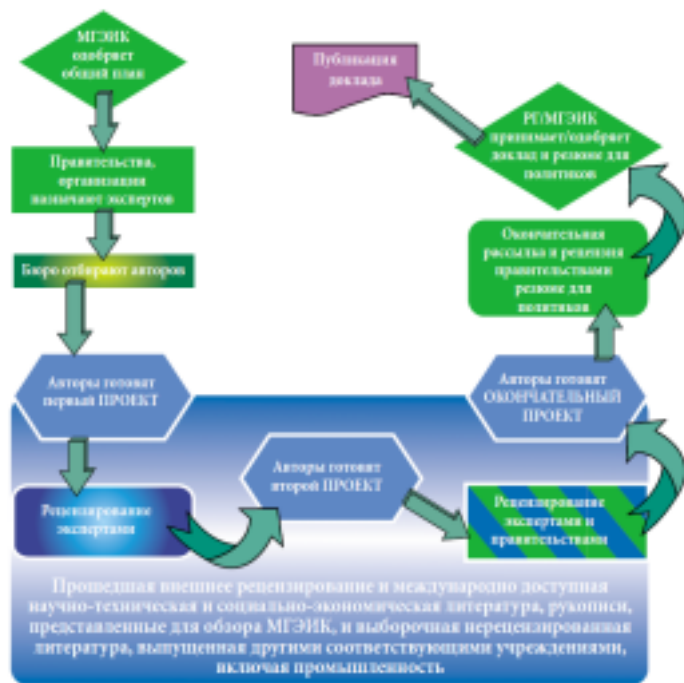 МГЭИК
одобряет
общий план
Правительства,
организации
назначают экспертов
Бюро отбирают авторов
Авторы готовят
первый ПРОЕКТ
Рецензирование
экспертами
Авторы готовят
второй ПРОЕКТ
Рецензирование
экспертами и
правительствами
Авторы готовят
ОКОНЧАТЕЛЬНЫЙ
ПРОЕКТ
Окончательная
рассылка и рецензия
правительствами
резюме для
политиков
РГ/МГЭИК
принимает/одобряет
доклад и резюме для
политиков
Публикация
доклада
Прошедшая внешнее рецензирование и международно доступная
научно-техническая и социально-экономическая литература, рукописи,
представленные для обзора МГЭИК, и выборочная нерецензированная
литература, выпущенная другими соответствующими учреждениями,
включая промышленность